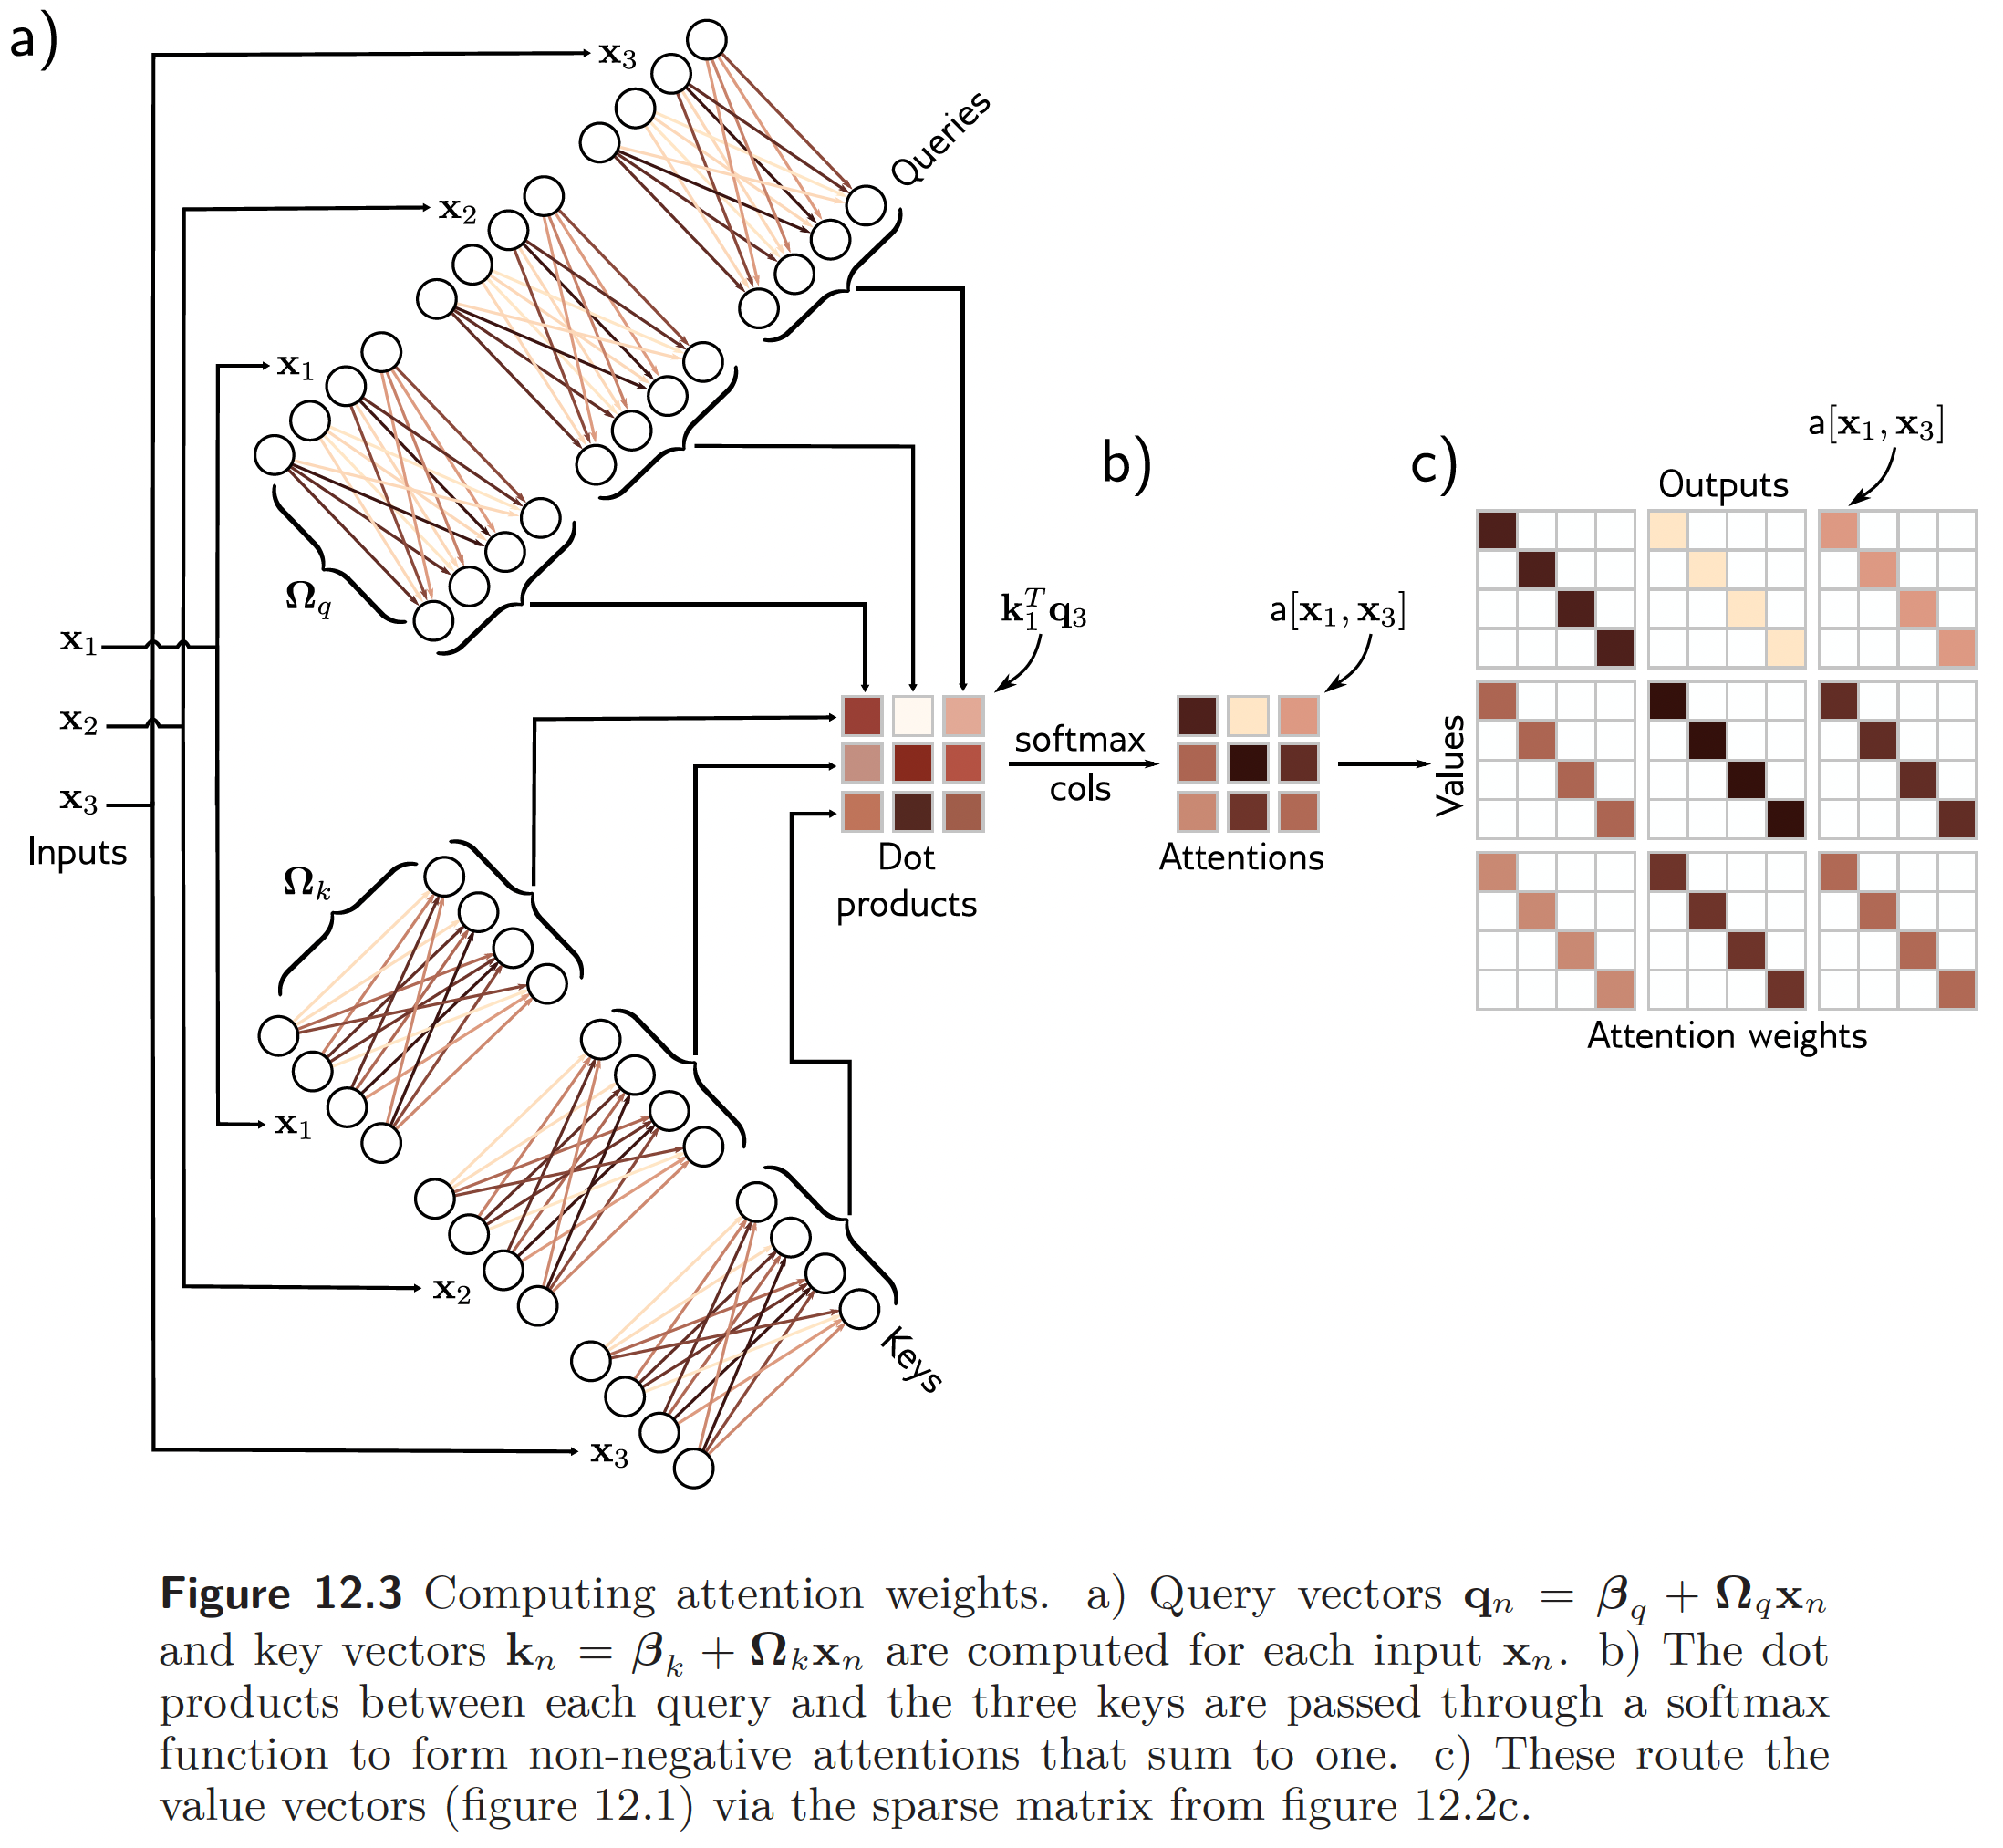 a)
x₃
Queries
x₂
x₁
Ωq
x₁
x₂
x₃
Inputs
Ωk
x₁
x₂
x₃
Keys
k₁ᵀq₃
Dot
products
b)
softmax
cols
a[x₁, x₃]
Attentions
c)
a[x₁, x₃]
Outputs
Values
Attention weights
Figure 12.3 Computing attention weights. a) Query vectors qₙ = βq + Ωqxₙ
and key vectors kₙ = βk + Ωkxₙ are computed for each input xₙ. b) The dot
products between each query and the three keys are passed through a softmax
function to form non-negative attentions that sum to one. c) These route the
value vectors (figure 12.1) via the sparse matrix from figure 12.2c.